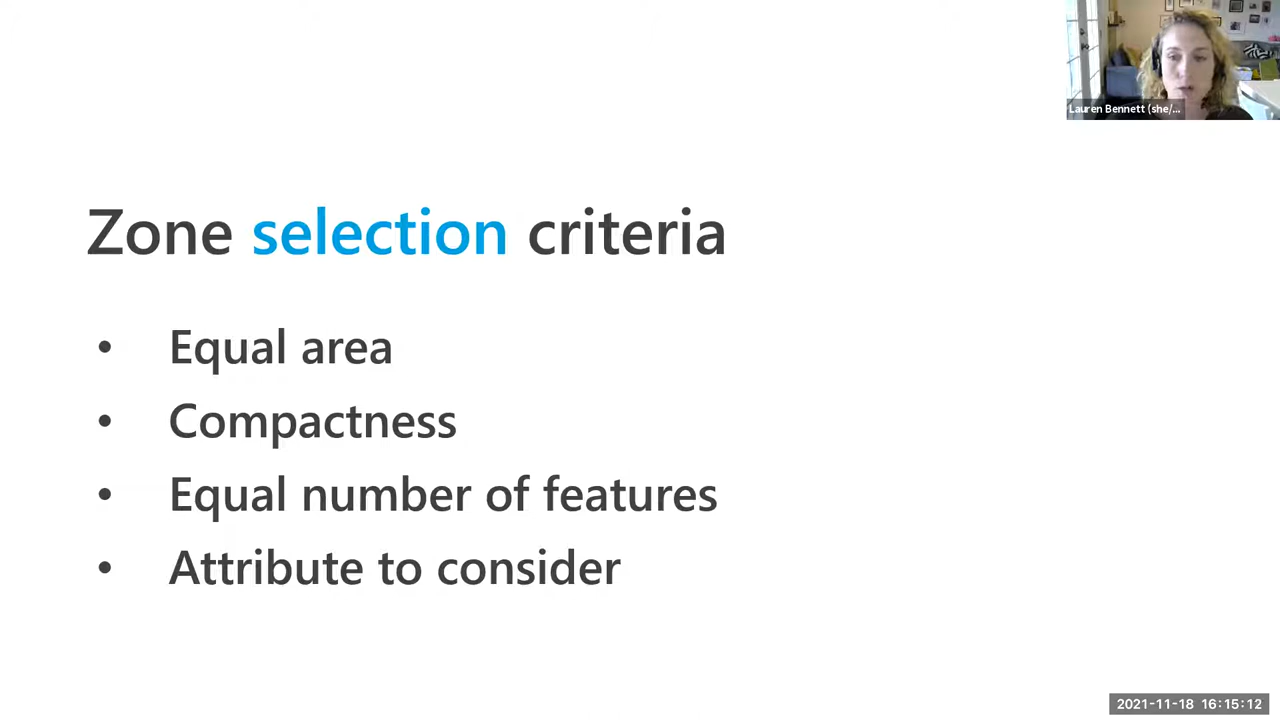 Lauren Bennett (she/...
Zone selection criteria
• Equal area
• Compactness
• Equal number of features
• Attribute to consider
2021-11-18 16:15:12